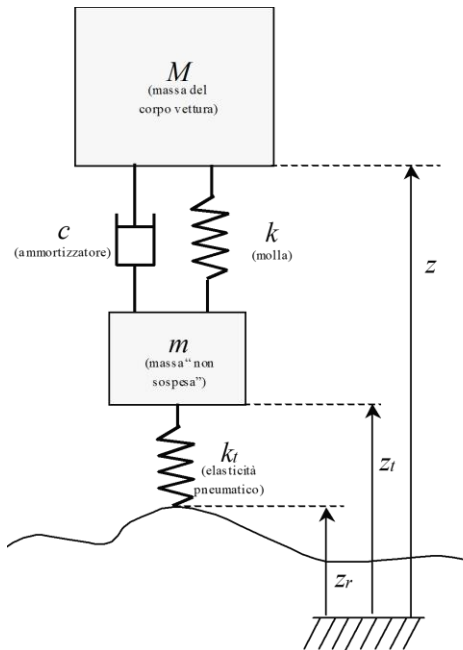 M
(massa del
corpo vettura)
c
(ammortizzatore)
k
(molla)
z
m
(massa“ non
sospesa”)
kt
(elasticità
pneumatico)
zt
zr